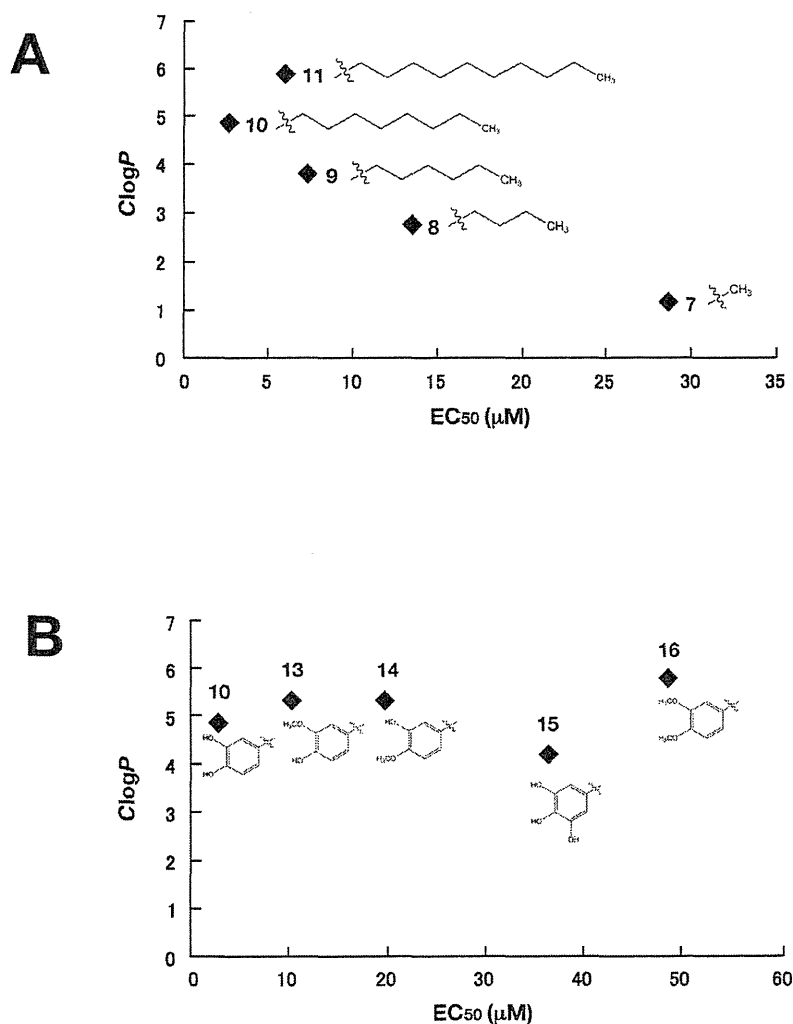 A
7
6
5
4
3
2
1
0
ClogP
11
CH₃
10
CH₃
9
CH₃
8
CH₃
7
CH₃
0 5 10 15 20 25 30 35
EC50 (μM)
B
7
6
5
4
3
2
1
0
ClogP
10
HO
HO
13
H₃CO
HO
14
HO
H₃CO
15
HO
HO
OH
16
H₃CO
H₃CO
0 10 20 30 40 50 60
EC50 (μM)